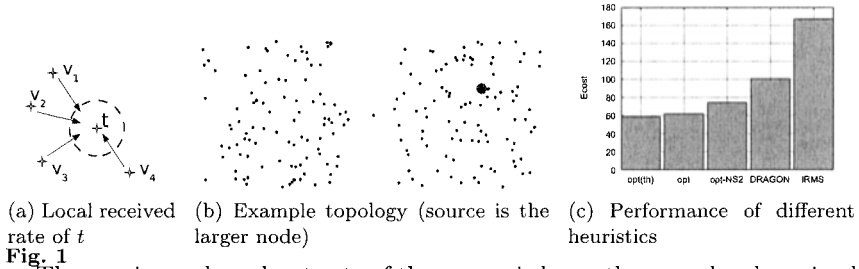 V1
V2
t
V3
V4
180
160
140
120
100
80
60
40
20
0
Ecost
opt(th) opt opt-NS2 DRAGON IRMS
(a) Local received
rate of t
(b) Example topology (source is the
larger node)
(c) Performance of different
heuristics
Fig. 1